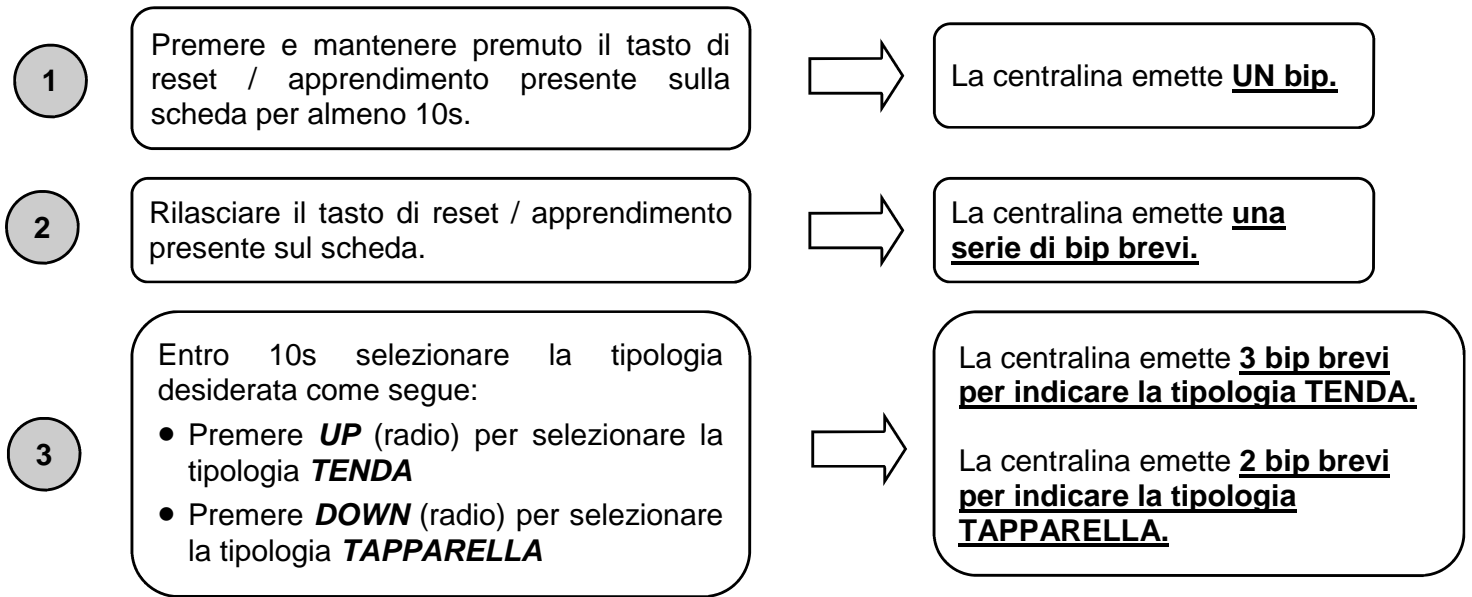 1
Premere e mantenere premuto il tasto di
reset / apprendimento presente sulla
scheda per almeno 10s.
La centralina emette UN bip.
2
Rilasciare il tasto di reset / apprendimento
presente sul scheda.
La centralina emette una
serie di bip brevi.
3
Entro 10s selezionare la tipologia
desiderata come segue:
• Premere UP (radio) per selezionare la
tipologia TENDA
• Premere DOWN (radio) per selezionare
la tipologia TAPPARELLA
La centralina emette 3 bip brevi
per indicare la tipologia TENDA.
La centralina emette 2 bip brevi
per indicare la tipologia
TAPPARELLA.